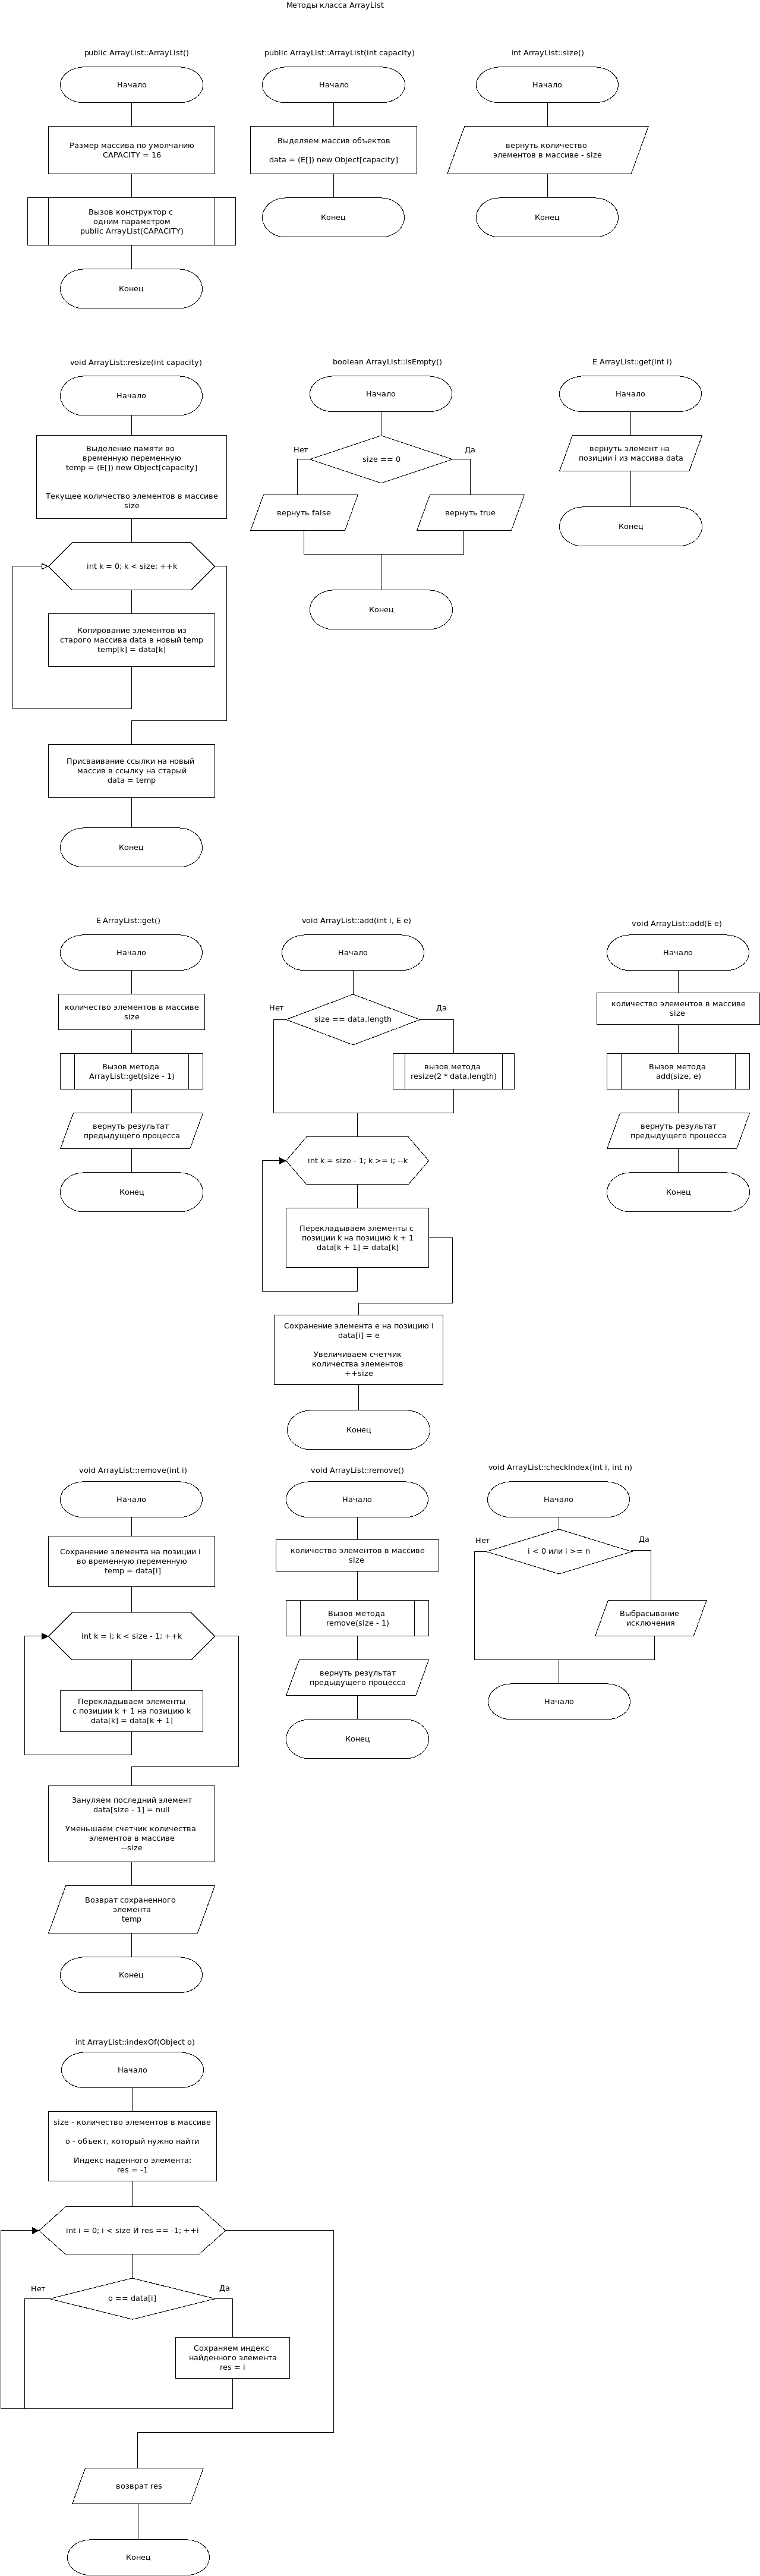 Методы класса ArrayList
public ArrayList::ArrayList()
Начало
Размер массива по умолчанию
CAPACITY = 16
Вызов конструктор с
одним параметром
public ArrayList(CAPACITY)
Конец
public ArrayList::ArrayList(int capacity)
Начало
Выделяем массив объектов
data = (E[]) new Object[capacity]
Конец
int ArrayList::size()
Начало
вернуть количество
элементов в массиве - size
Конец
void ArrayList::resize(int capacity)
Начало
Выделение памяти во
временную переменную
temp = (E[]) new Object[capacity]
Текущее количество элементов в массиве
size
int k = 0; k < size; ++k
Копирование элементов из
старого массива data в новый temp
temp[k] = data[k]
Присваивание ссылки на новый
массив в ссылку на старый
data = temp
Конец
boolean ArrayList::isEmpty()
Начало
Нет
Да
size == 0
вернуть false
вернуть true
Конец
E ArrayList::get(int i)
Начало
вернуть элемент на
позиции i из массива data
Конец
E ArrayList::get()
Начало
количество элементов в массиве
size
Вызов метода
ArrayList::get(size - 1)
вернуть результат
предыдущего процесса
Конец
void ArrayList::add(int i, E e)
Начало
Нет
Да
size == data.length
вызов метода
resize(2 * data.length)
int k = size - 1; k >= i; --k
Перекладываем элементы с
позиции k на позицию k + 1
data[k + 1] = data[k]
Сохранение элемента e на позицию i
data[i] = e
Увеличиваем счетчик
количества элементов
++size
Конец
void ArrayList::add(E e)
Начало
количество элементов в массиве
size
Вызов метода
add(size, e)
вернуть результат
предыдущего процесса
Конец
void ArrayList::remove(int i)
Начало
Сохранение элемента на позицию i
во временную переменную
temp = data[i]
int k = i; k < size - 1; ++k
Перекладываем элементы
с позиции k + 1 на позицию k
data[k] = data[k + 1]
Зануляем последний элемент
data[size - 1] = null
Уменьшаем счетчик количества
элементов в массиве
--size
Возврат сохраненного
элемента
temp
Конец
void ArrayList::remove()
Начало
количество элементов в массиве
size
Вызов метода
remove(size - 1)
вернуть результат
предыдущего процесса
Конец
void ArrayList::checkIndex(int i, int n)
Начало
Нет
Да
i < 0 или i >= n
Выбрасывание
исключения
Начало
int ArrayList::indexOf(Object o)
Начало
size - количество элементов в массиве
o - объект, который нужно найти
Индекс наденного элемента:
res = -1
int i = 0; i < size И res == -1; ++i
Нет
Да
o == data[i]
Сохраняем индекс
найденного элемента
res = i
возврат res
Конец